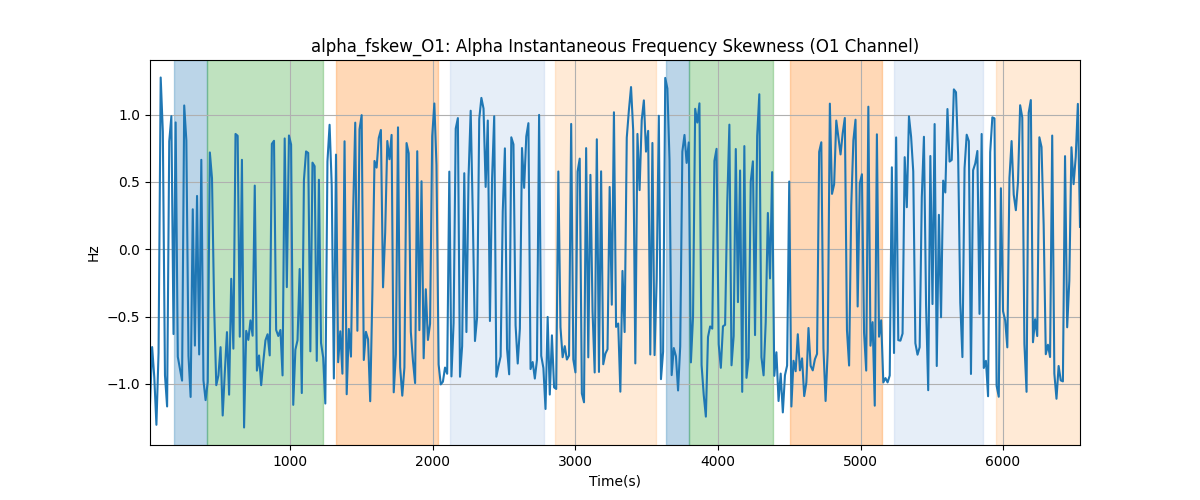 alpha_fskew_O1: Alpha Instantaneous Frequency Skewness (O1 Channel)
1.0
0.5
0.0
−0.5
−1.0
Hz
1000 2000 3000 4000 5000 6000
Time(s)